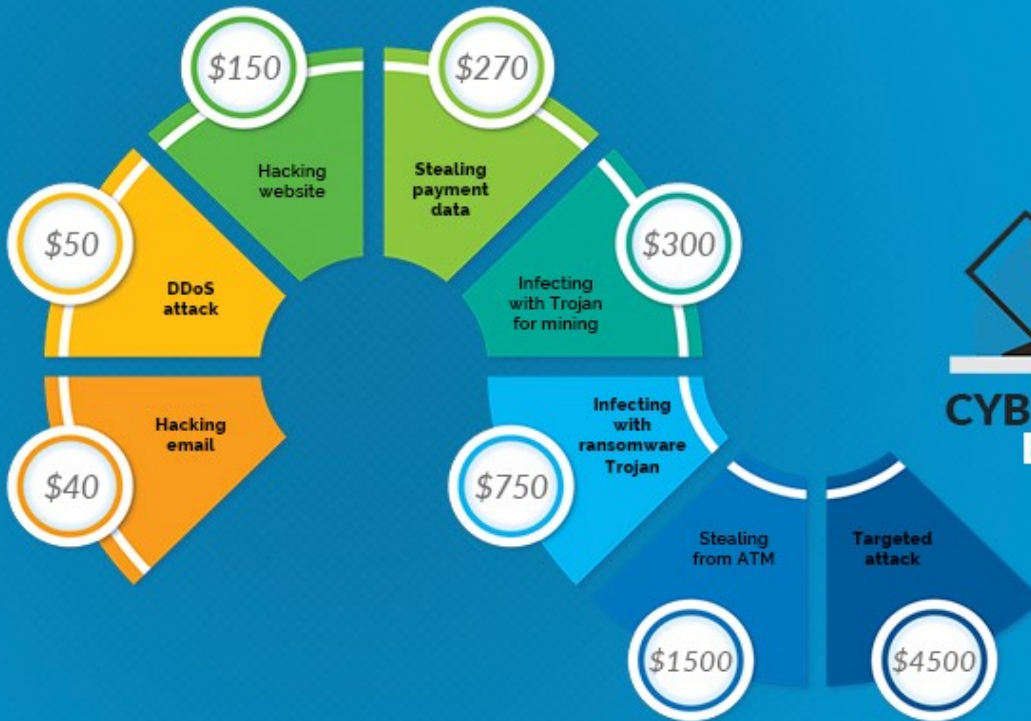 $150
Hacking
website
$270
Stealing
payment
data
$50
DDoS
attack
$300
Infecting
with Trojan
for mining
$40
Hacking
email
$750
Infecting
with
ransomware
Trojan
$1500
Stealing
from ATM
$4500
Targeted
attack
CYB